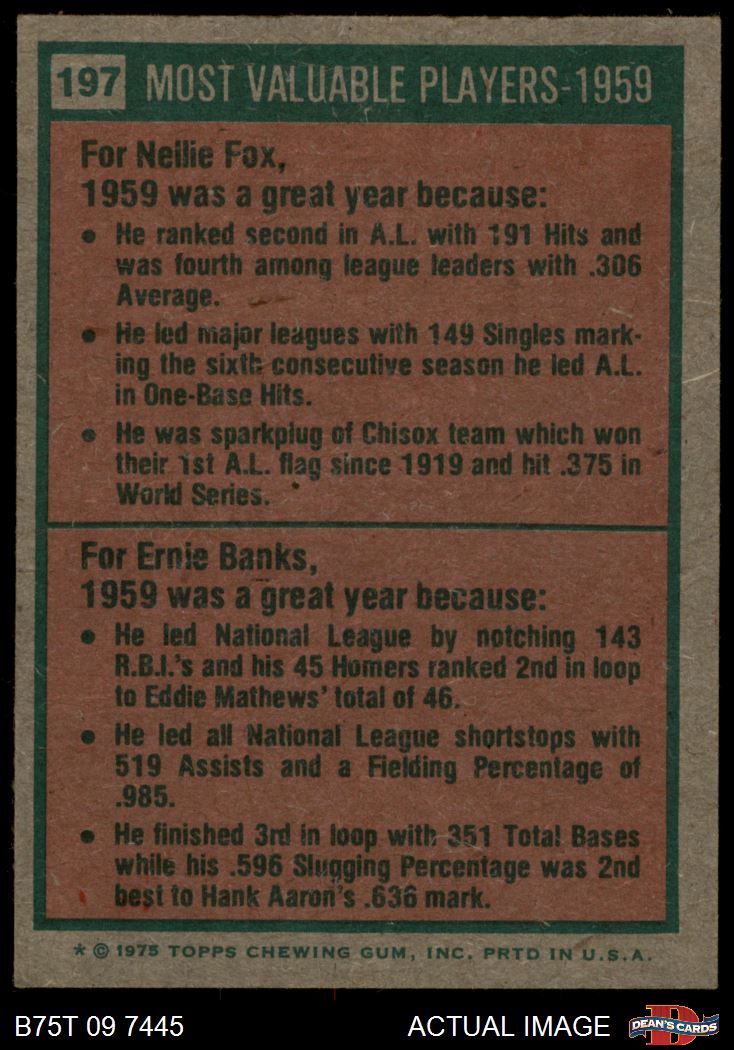 197 MOST VALUABLE PLAYERS-1959
For Nellie Fox,
1959 was a great year because:
• He ranked second in A.L. with 191 Hits and
was fourth among league leaders with .306
Average.
• He led major leagues with 149 Singles mark-
ing the sixth consecutive season he led A.L.
in One-Base Hits.
• He was sparkplug of Chisox team which won
their 1st A.L. flag since 1919 and hit .375 in
World Series.
For Ernie Banks,
1959 was a great year because:
• He led National League by notching 143
R.B.I.'s and his 45 Homers ranked 2nd in loop
to Eddie Mathews' total of 46.
• He led all National League shortstops with
519 Assists and a Fielding Percentage of
.985.
• He finished 3rd in loop with 351 Total Bases
while his .596 Slugging Percentage was 2nd
best to Hank Aaron's .636 mark.
* © 1975 TOPPS CHEWING GUM, INC. PRTD IN U.S.A.
B75T 09 7445 ACTUAL IMAGE DEAN'S CARDS